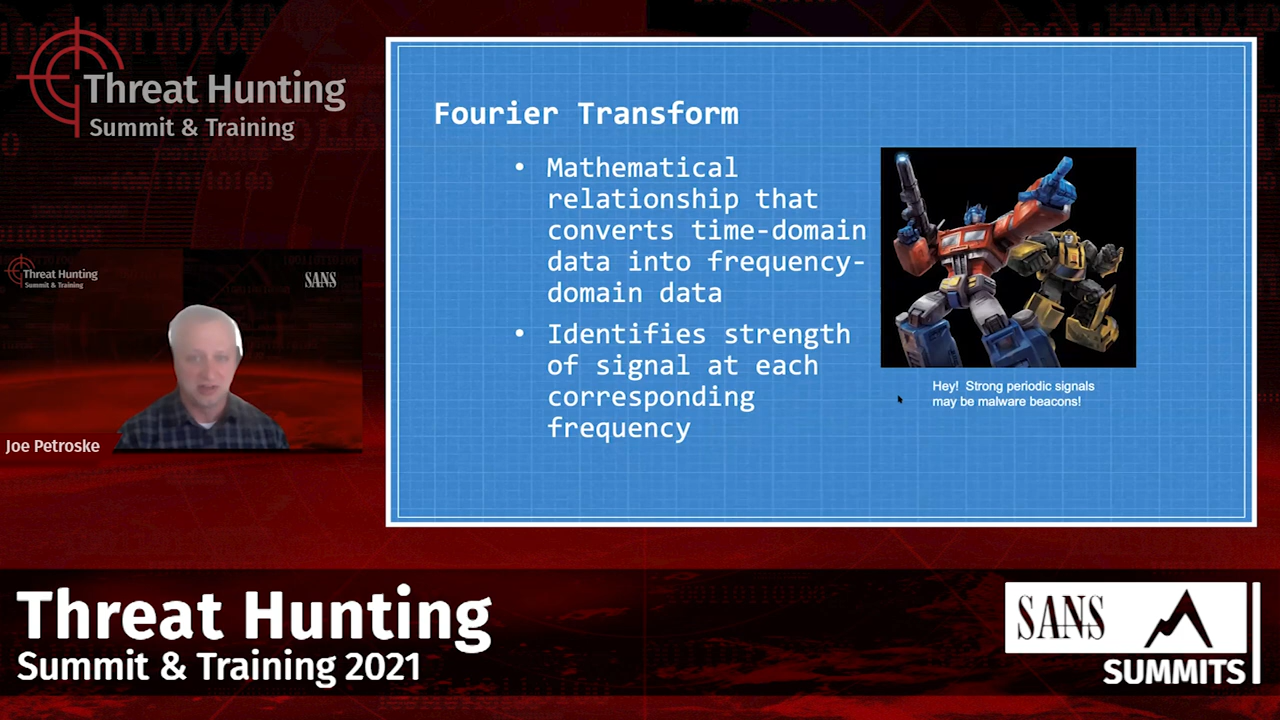 Threat Hunting
Summit & Training
Threat Hunting
Summit & Training
SANS
Joe Petroske
Fourier Transform
• Mathematical
relationship that
converts time-domain
data into frequency-
domain data
• Identifies strength
of signal at each
corresponding
frequency
Hey! Strong periodic signals
may be malware beacons!
Threat Hunting
Summit & Training 2021
SANS
SUMMITS